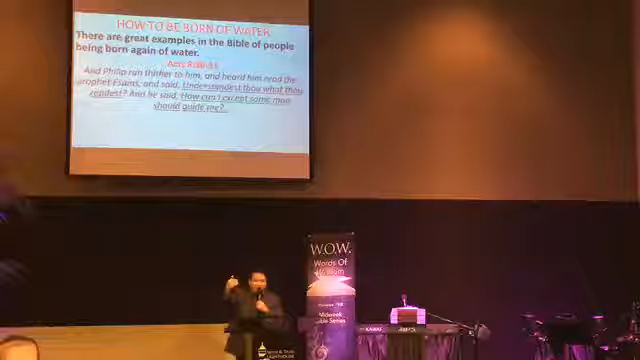 HOW TO BE BORN OF WATER
There are great examples in the Bible of people
being born again of water.
And Philip ran thither to him, and heard him read the
prophet Esaias, and said, Understandest thou what thou
readest? And he said, How can I, except some man
should guide me?
W.O.W.
Words Of
Wisdom
Midweek
Bible Series